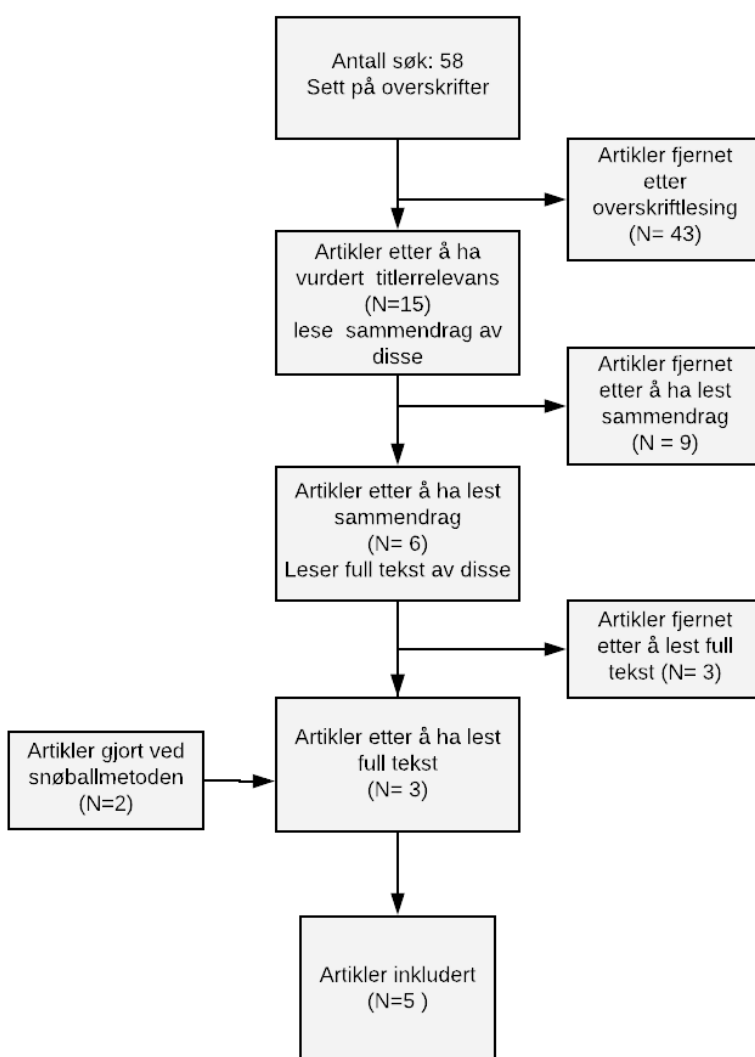 Antall søk: 58
Sett på overskrifter
Artikler fjernet
etter
overskriftlesing
(N= 43)
Artikler etter å ha
vurdert titlerrelevans
(N=15)
lese sammendrag av
disse
Artikler fjernet
etter å ha lest
sammendrag
(N = 9)
Artikler etter å ha lest
sammendrag
(N= 6)
Leser full tekst av disse
Artikler fjernet
etter å lest full
tekst (N= 3)
Artikler gjort ved
snøballmetoden
(N=2)
Artikler etter å ha lest
full tekst
(N= 3)
Artikler inkludert
(N=5 )